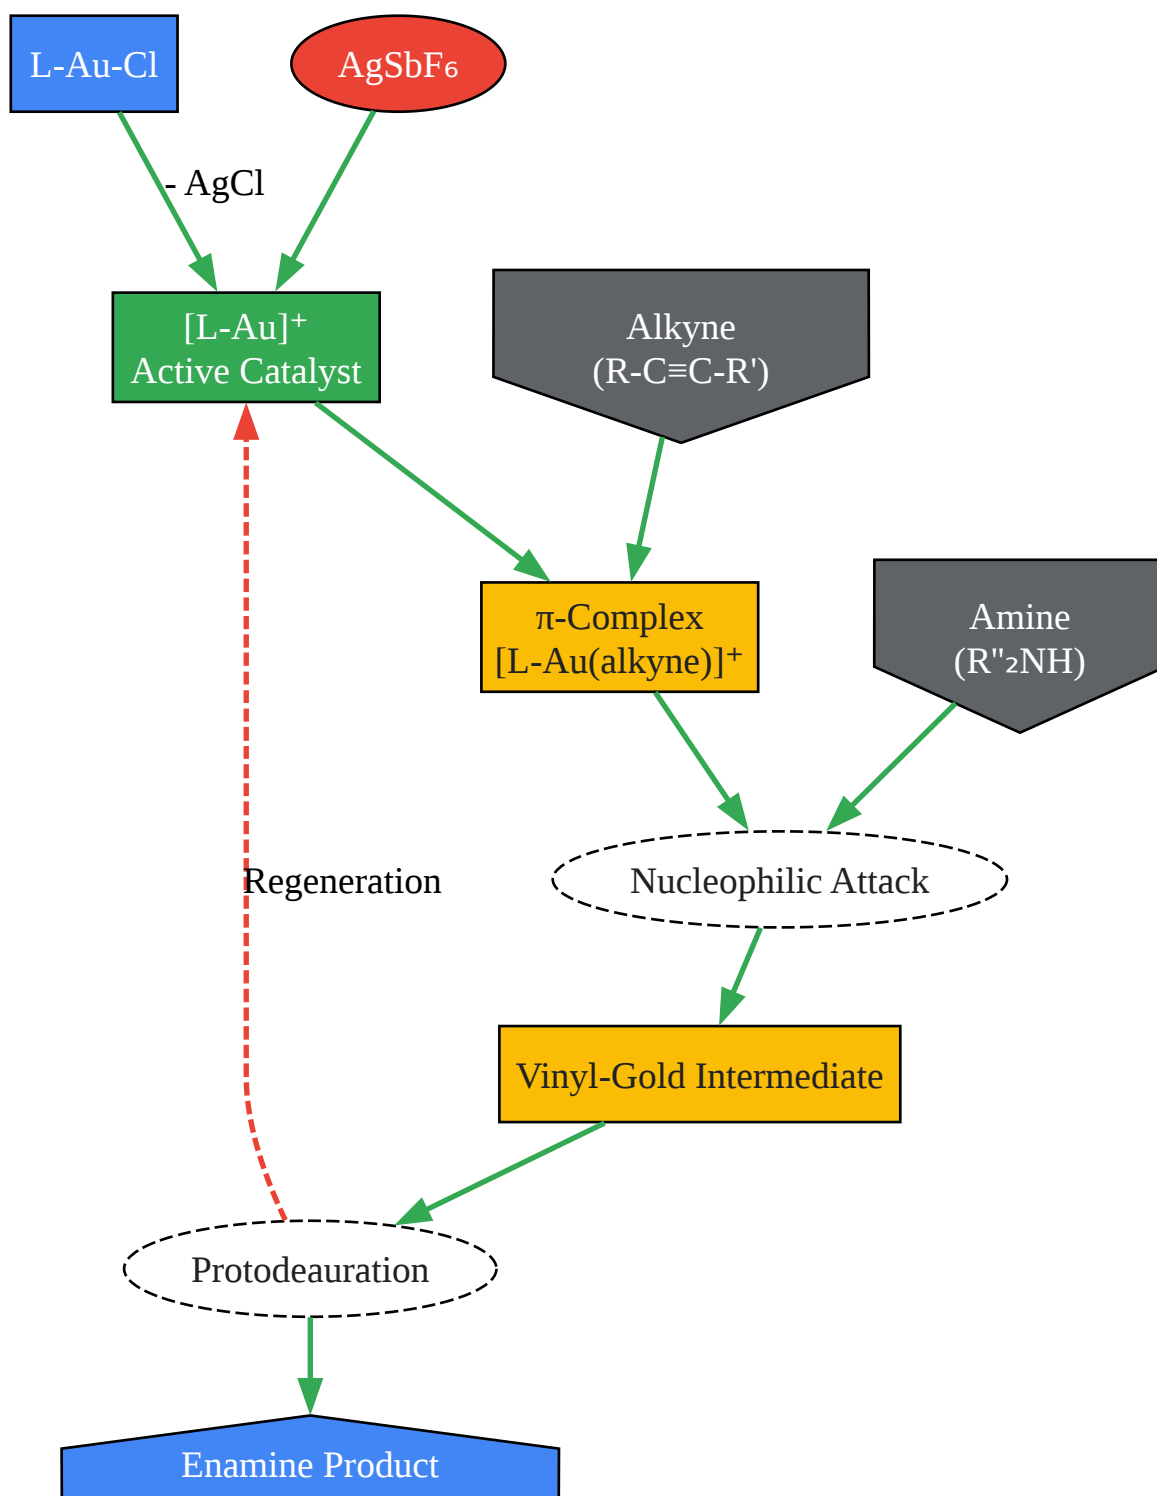 L-Au-Cl
AgSbF₆
- AgCl
[L-Au]⁺
Active Catalyst
Alkyne
(R-C≡C-R')
π-Complex
[L-Au(alkyne)]⁺
Amine
(R"₂NH)
Nucleophilic Attack
Regeneration
Vinyl-Gold Intermediate
Protodeauration
Enamine Product